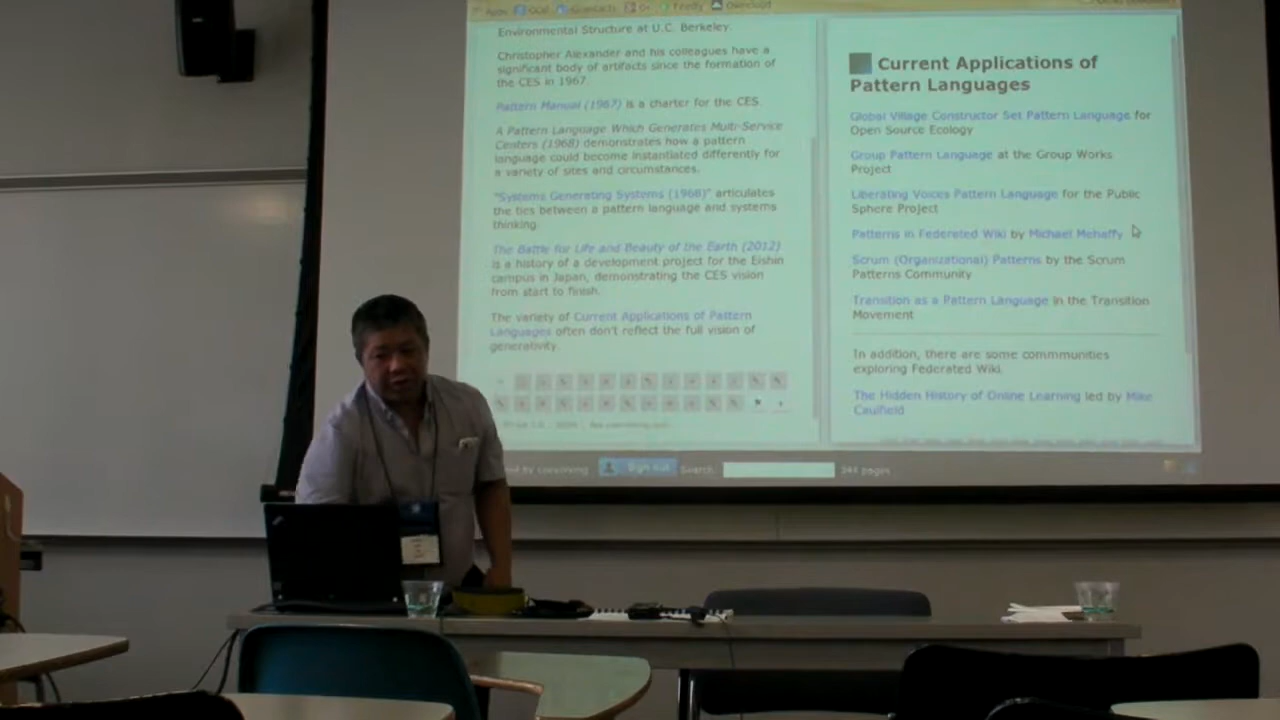 Apps
Contacts
G+
Feedly
Owncloud
Environmental Structure at U.C. Berkeley.
Christopher Alexander and his colleagues have a
significant body of artifacts since the formation of
the CES in 1967.
Pattern Manual (1967) is a charter for the CES.
A Pattern Language Which Generates Multi-Service
Centers (1968) demonstrates how a pattern
language could become instantiated differently for
a variety of sites and circumstances.
"Systems Generating Systems (1968)" articulates
the ties between a pattern language and systems
thinking.
The Battle for Life and Beauty of the Earth (2012)
is a history of a development project for the Eishin
campus in Japan, demonstrating the CES vision
from start to finish.
The variety of Current Applications of Pattern
Languages often don't reflect the full vision of
generativity.
Current Applications of
Pattern Languages
Global Village Constructor Set Pattern Language for
Open Source Ecology
Group Pattern Language at the Group Works
Project
Liberating Voices Pattern Language for the Public
Sphere Project
Patterns in Federated Wiki by Michael Mehaffy
Scrum (Organizational) Patterns by the Scrum
Patterns Community
Transition as a Pattern Language in the Transition
Movement
In addition, there are some commmunities
exploring Federated Wiki.
The Hidden History of Online Learning led by Mike
Caulfield
Sign out Search: 344 pages